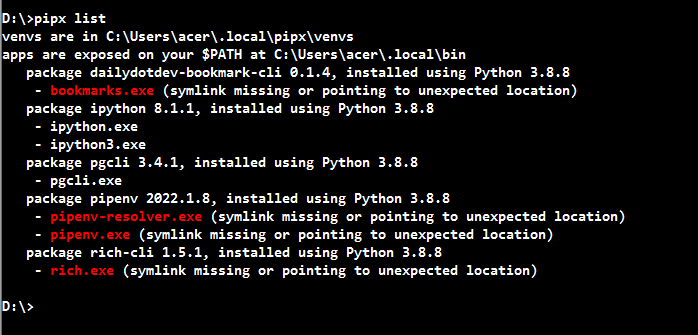 D:\>pipx list
venvs are in C:\Users\acer\.local\pipx\venvs
apps are exposed on your $PATH at C:\Users\acer\.local\bin
   package dailydotdev-bookmark-cli 0.1.4, installed using Python 3.8.8
    - bookmarks.exe (symlink missing or pointing to unexpected location)
   package ipython 8.1.1, installed using Python 3.8.8
    - ipython.exe
    - ipython3.exe
   package pgcli 3.4.1, installed using Python 3.8.8
    - pgcli.exe
   package pipenv 2022.1.8, installed using Python 3.8.8
    - pipenv-resolver.exe (symlink missing or pointing to unexpected location)
    - pipenv.exe (symlink missing or pointing to unexpected location)
   package rich-cli 1.5.1, installed using Python 3.8.8
    - rich.exe (symlink missing or pointing to unexpected location)
D:\>